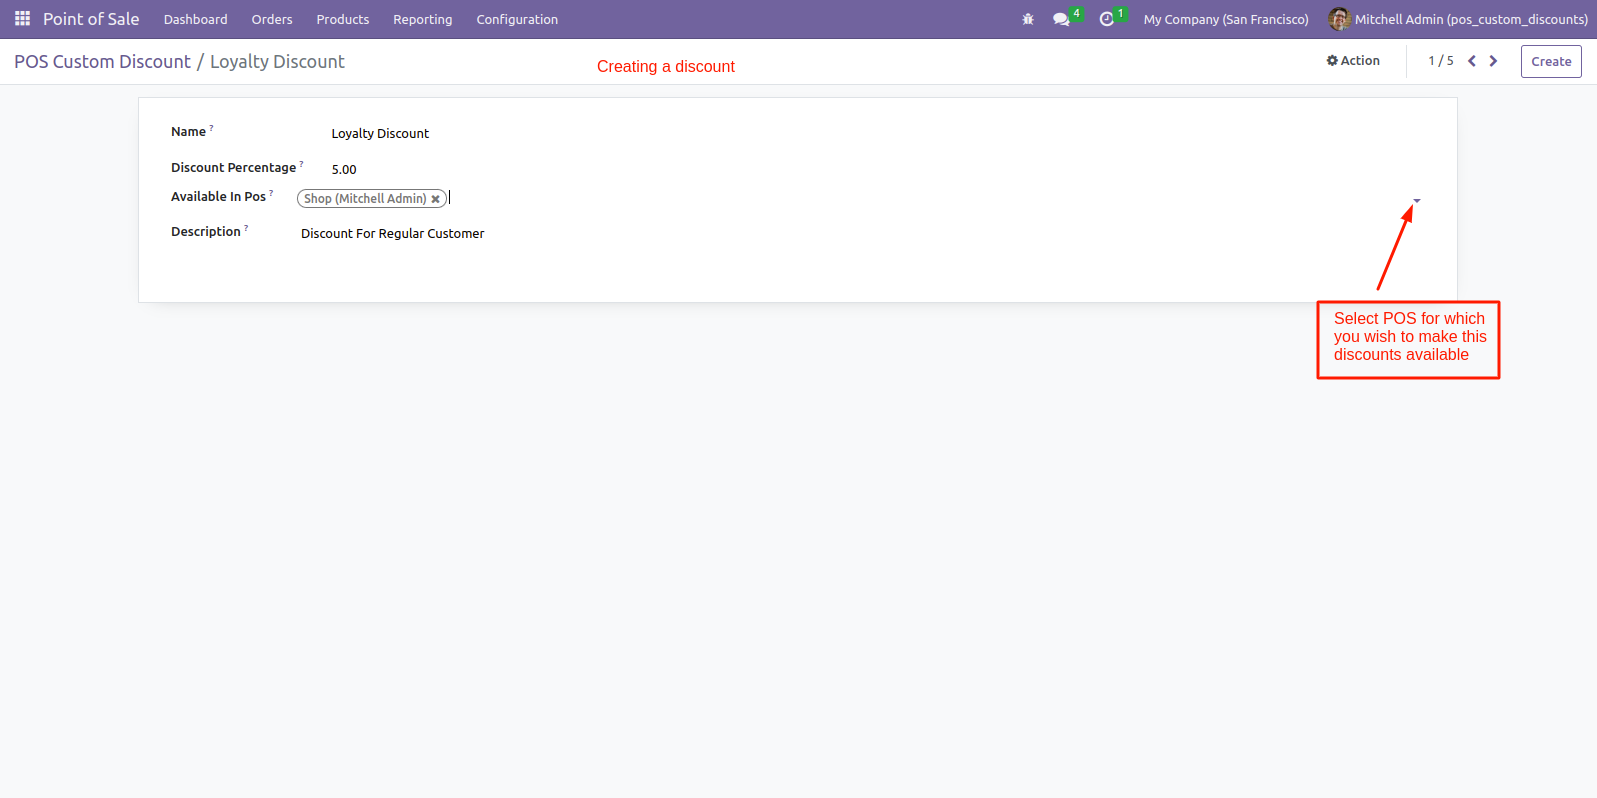 Point of Sale Dashboard Orders Products Reporting Configuration 4 1 My Company (San Francisco) Mitchell Admin (pos_custom_discounts)
POS Custom Discount / Loyalty Discount Creating a discount Action 1 / 5 Create
Name ? Loyalty Discount
Discount Percentage ? 5.00
Available In Pos ? Shop (Mitchell Admin) ✖
Description ? Discount For Regular Customer
Select POS for which
you wish to make this
discounts available